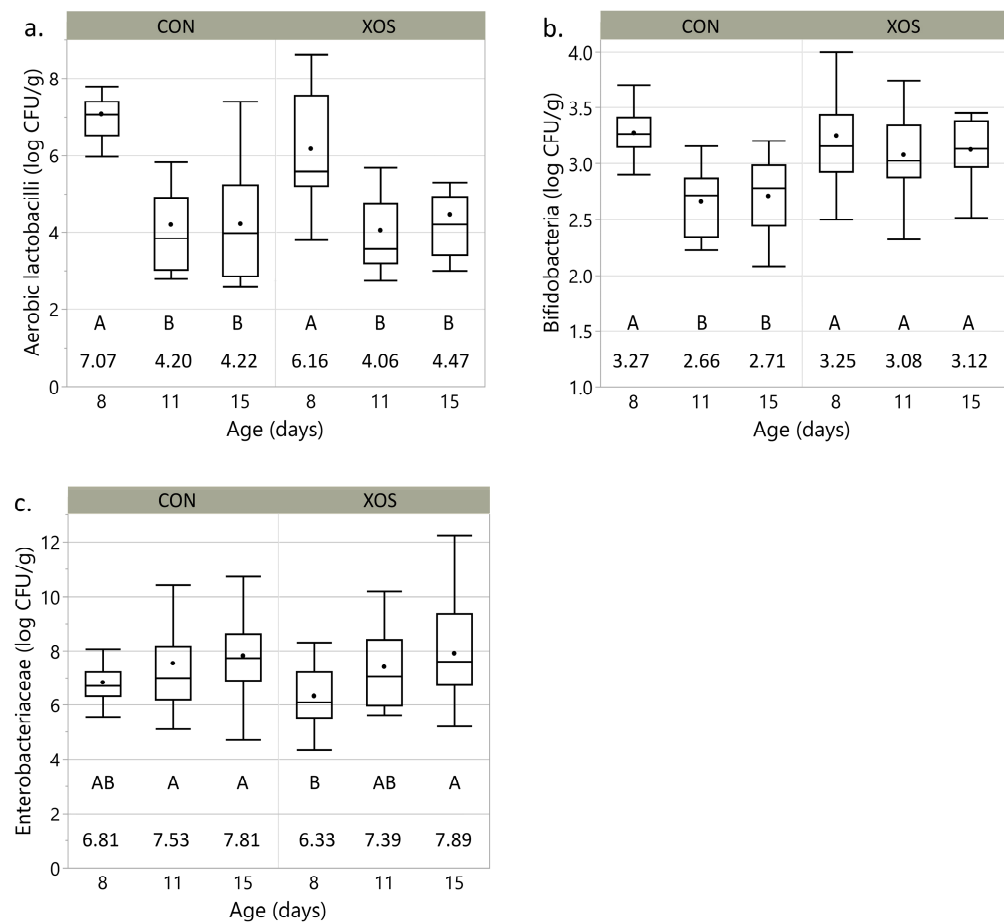 a.
CON XOS
Aerobic lactobacilli (log CFU/g)
8
6
4
2
0
A B B A B B
7.07 4.20 4.22 6.16 4.06 4.47
8 11 15 8 11 15
Age (days)
b.
CON XOS
Bifidobacteria (log CFU/g)
4.0
3.5
3.0
2.5
2.0
1.5
1.0
A B B A A A
3.27 2.66 2.71 3.25 3.08 3.12
8 11 15 8 11 15
Age (days)
c.
CON XOS
Enterobacteriaceae (log CFU/g)
12
10
8
6
4
2
0
AB A A B AB A
6.81 7.53 7.81 6.33 7.39 7.89
8 11 15 8 11 15
Age (days)